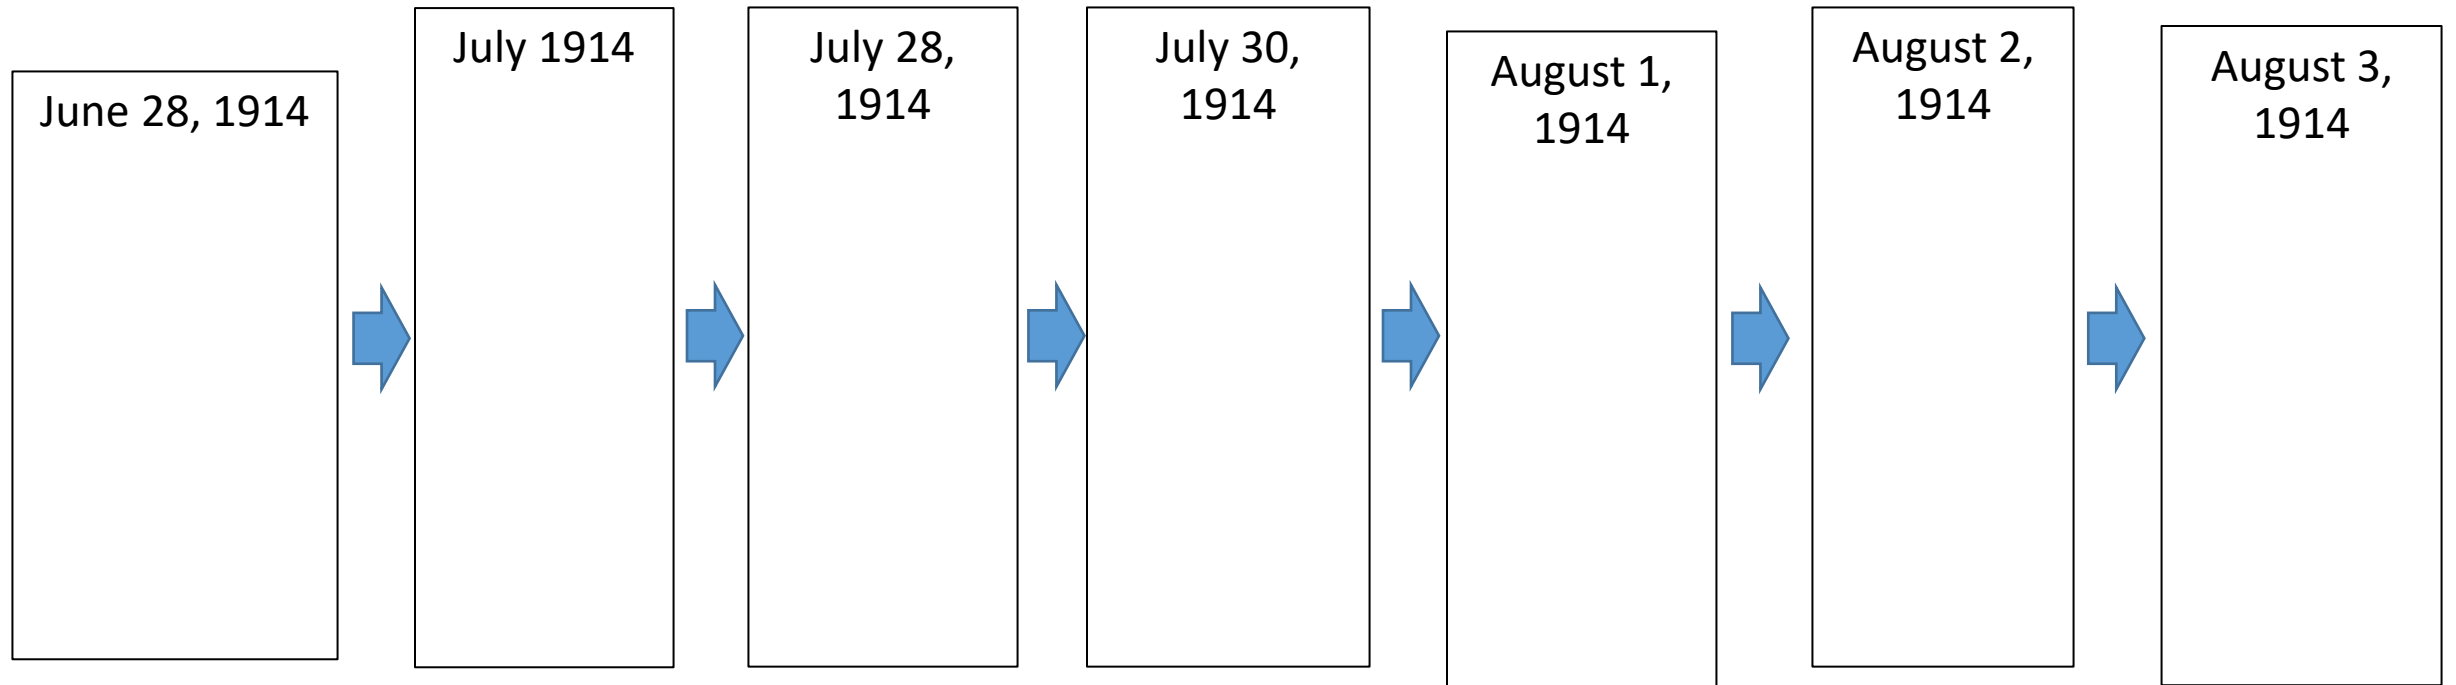 June 28, 1914
July 1914
July 28,
1914
July 30,
1914
August 1,
1914
August 2,
1914
August 3,
1914